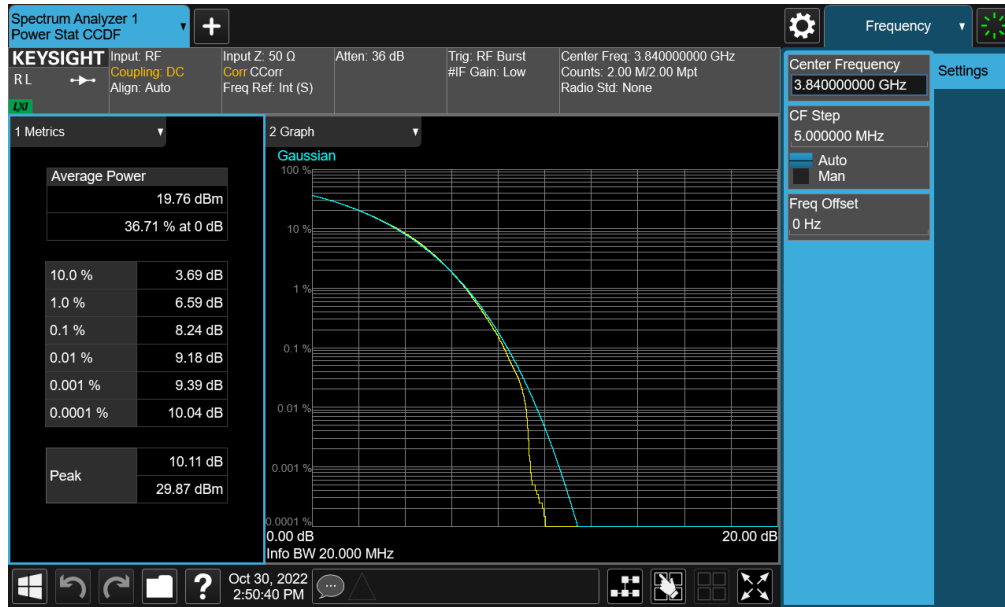 Spectrum Analyzer 1
Power Stat CCDF
+
Frequency
KEYSIGHT
R L
LXI
Input: RF
Coupling: DC
Align: Auto
Input Z: 50 Ω
Corr CCorr
Freq Ref: Int (S)
Atten: 36 dB
Trig: RF Burst
#IF Gain: Low
Center Freq: 3.840000000 GHz
Counts: 2.00 M/2.00 Mpt
Radio Std: None
Center Frequency
3.840000000 GHz
Settings
CF Step
5.000000 MHz
Auto
Man
Freq Offset
0 Hz
1 Metrics
Average Power
19.76 dBm
36.71 % at 0 dB
10.0 % 3.69 dB
1.0 % 6.59 dB
0.1 % 8.24 dB
0.01 % 9.18 dB
0.001 % 9.39 dB
0.0001 % 10.04 dB
Peak
10.11 dB
29.87 dBm
2 Graph
Gaussian
100 %
10 %
1 %
0.1 %
0.01 %
0.001 %
0.0001 %
0.00 dB 20.00 dB
Info BW 20.000 MHz
?
Oct 30, 2022
2:50:40 PM